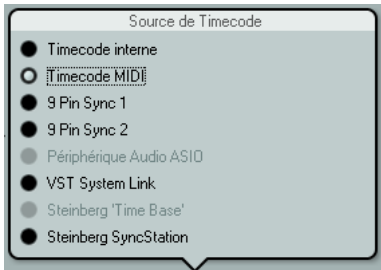 Source de Timecode
Timecode interne
Timecode MIDI
9 Pin Sync 1
9 Pin Sync 2
Périphérique Audio ASIO
VST System Link
Steinberg 'Time Base'
Steinberg SyncStation